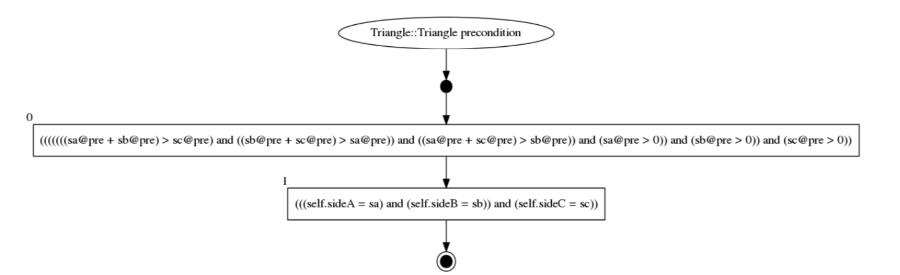 Triangle::Triangle precondition
0
(((((((sa@pre + sb@pre) > sc@pre) and ((sb@pre + sc@pre) > sa@pre)) and ((sa@pre + sc@pre) > sb@pre)) and (sa@pre > 0)) and (sb@pre > 0)) and (sc@pre > 0))
1
(((self.sideA = sa) and (self.sideB = sb)) and (self.sideC = sc))